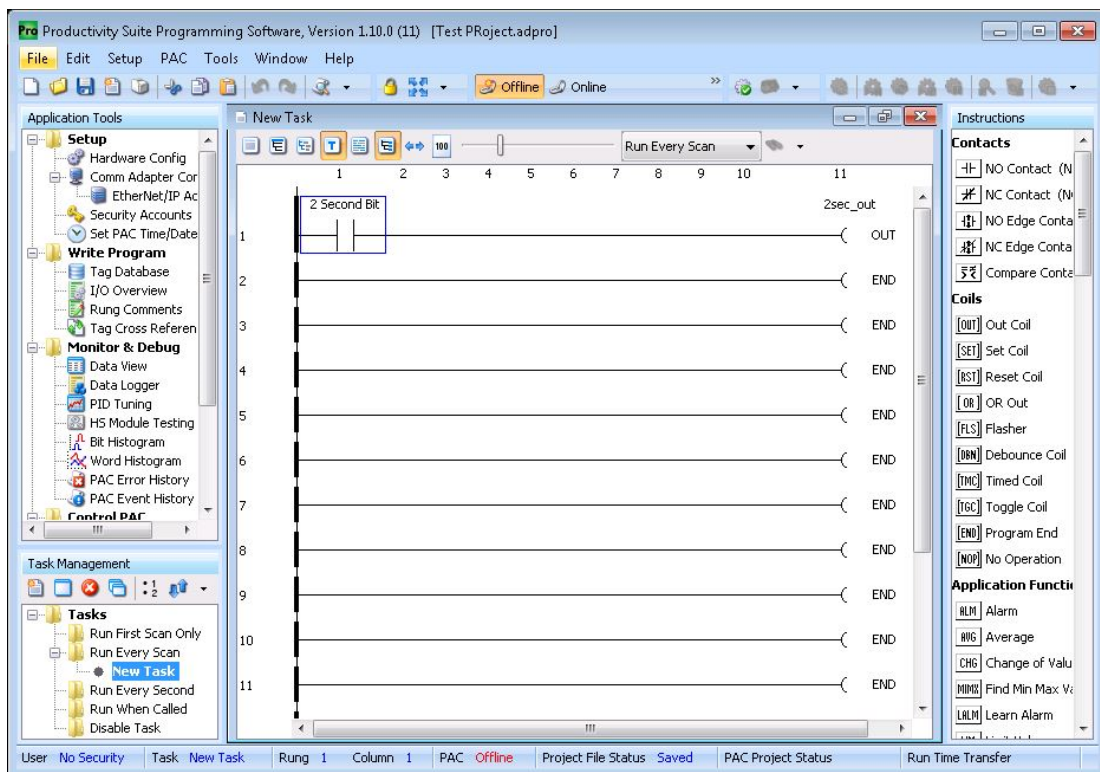 Pro Productivity Suite Programming Software, Version 1.10.0 (11) [Test PRoject.adpro]
File Edit Setup PAC Tools Window Help
Offline Online »
Application Tools
Setup
Hardware Config
Comm Adapter Cor
EtherNet/IP Ac
Security Accounts
Set PAC Time/Date
Write Program
Tag Database
I/O Overview
Rung Comments
Tag Cross Referen
Monitor & Debug
Data View
Data Logger
PID Tuning
HS Module Testing
Bit Histogram
Word Histogram
PAC Error History
PAC Event History
Control PAC
Task Management
Tasks
Run First Scan Only
Run Every Scan
New Task
Run Every Second
Run When Called
Disable Task
New Task
T 100 Run Every Scan
1 2 3 4 5 6 7 8 9 10 11
2 Second Bit 2sec_out
1 OUT
2 END
3 END
4 END
5 END
6 END
7 END
8 END
9 END
10 END
11 END
Instructions
Contacts
NO Contact (N
NC Contact (N
NO Edge Conta
NC Edge Conta
Compare Conta
Coils
[OUT] Out Coil
[SET] Set Coil
[RST] Reset Coil
[OR] OR Out
[FLS] Flasher
[DBN] Debounce Coil
[TMC] Timed Coil
[TGC] Toggle Coil
[END] Program End
[NOP] No Operation
Application Functi
ALM Alarm
AVG Average
CHG Change of Valu
MIMX Find Min Max Va
LALM Learn Alarm
User No Security Task New Task Rung 1 Column 1 PAC Offline Project File Status Saved PAC Project Status Run Time Transfer